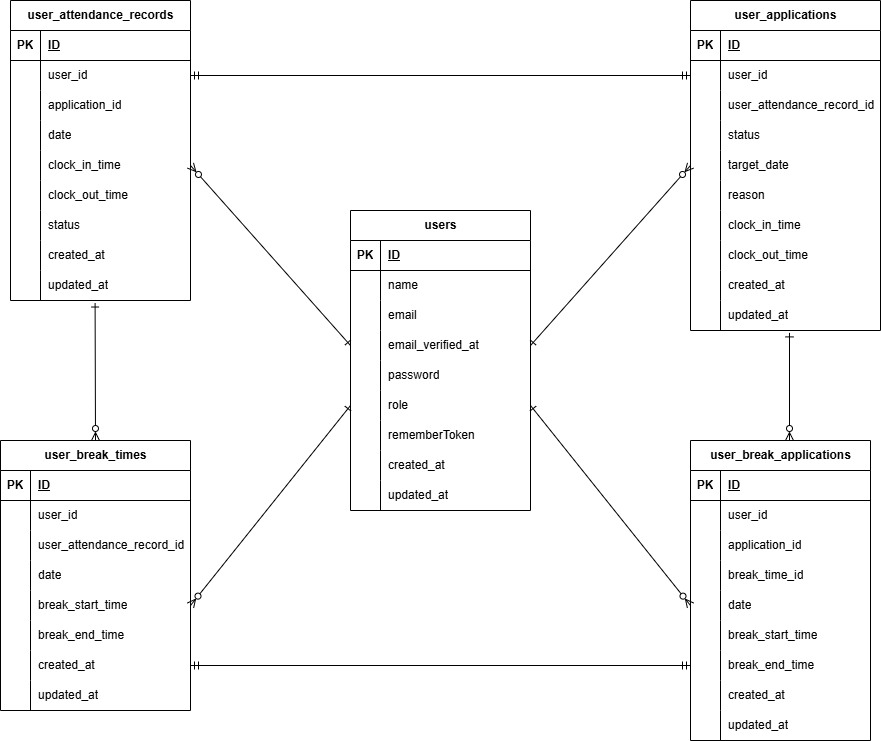 user_attendance_records
PK ID
user_id
application_id
date
clock_in_time
clock_out_time
status
created_at
updated_at
user_applications
PK ID
user_id
user_attendance_record_id
status
target_date
reason
clock_in_time
clock_out_time
created_at
updated_at
users
PK ID
name
email
email_verified_at
password
role
rememberToken
created_at
updated_at
user_break_times
PK ID
user_id
user_attendance_record_id
date
break_start_time
break_end_time
created_at
updated_at
user_break_applications
PK ID
user_id
application_id
break_time_id
date
break_start_time
break_end_time
created_at
updated_at